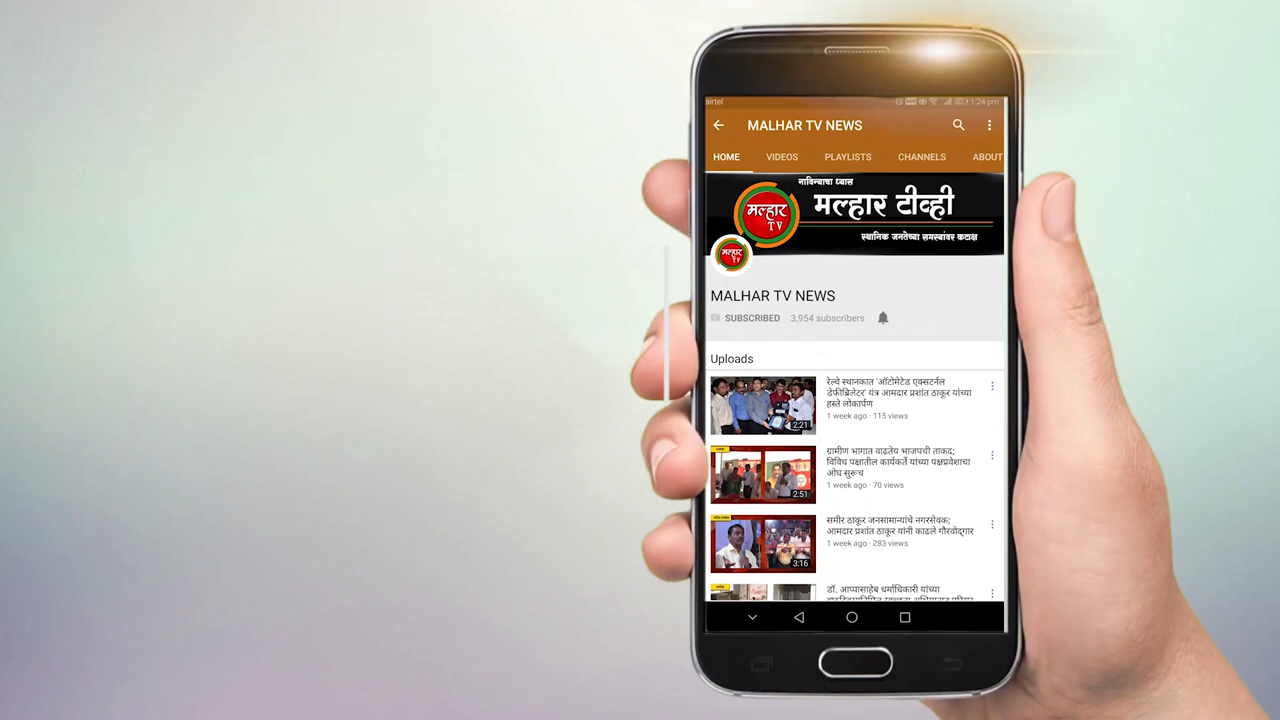 airtel
1:24 pm
MALHAR TV NEWS
HOME
VIDEOS
PLAYLISTS
CHANNELS
ABOUT
नाविन्याचा ध्यास
मल्हार टीव्ही
स्थानिक जनतेच्या समस्यांवर कटाक्ष
मल्हार
TV
मल्हार
TV
MALHAR TV NEWS
SUBSCRIBED 3,954 subscribers
Uploads
रेल्वे स्थानकात 'ऑटोमेटेड एक्सटर्नल
डेफीब्रिलेटर' यंत्र आमदार प्रशांत ठाकूर यांच्या
हस्ते लोकार्पण
1 week ago · 115 views
2:21
ग्रामीण भागात वाढतेय भाजपची ताकद;
विविध पक्षातील कार्यकर्ते यांच्या पक्षप्रवेशाचा
ओघ सुरूच
1 week ago · 70 views
2:51
समीर ठाकूर जनसामान्यांचे नगरसेवक;
आमदार प्रशांत ठाकूर यांनी काढले गौरवोद्गार
1 week ago · 283 views
3:16
डॉ. आप्पासाहेब धर्माधिकारी यांच्या